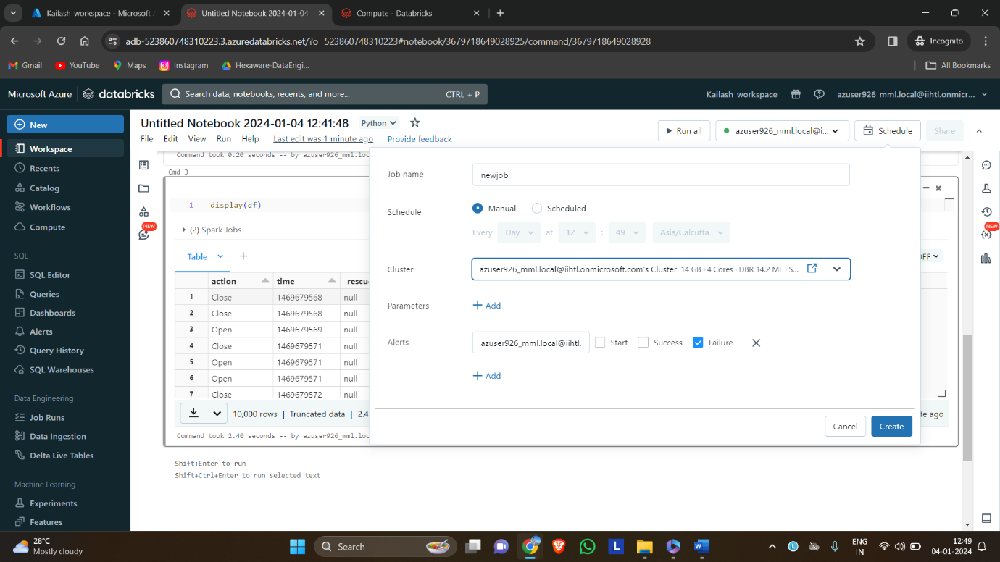 Kailash_workspace - Microsoft A
Untitled Notebook 2024-01-04
Compute - Databricks
adb-523860748310223.3.azuredatabricks.net/?o=523860748310223#notebook/3679718649028925/command/3679718649028928
Incognito
Gmail
YouTube
Maps
Instagram
Hexaware-DataEngi...
All Bookmarks
Microsoft Azure
databricks
Search data, notebooks, recents, and more...
CTRL + P
Kailash_workspace
azuser926_mml.local@iihtl.onmicr...
New
Workspace
Recents
Catalog
Workflows
Compute
SQL
SQL Editor
Queries
Dashboards
Alerts
Query History
SQL Warehouses
Data Engineering
Job Runs
Data Ingestion
Delta Live Tables
Machine Learning
Experiments
Features
Untitled Notebook 2024-01-04 12:41:48
Python
File Edit View Run Help
Last edit was 1 minute ago
Provide feedback
Run all
azuser926_mml.local@i...
Schedule
Share
NEW
Command took 0.20 seconds -- by azuser926_mml.loc
Cmd 3
1 display(df)
(2) Spark Jobs
Table
+
action time _rescu
1 Close 1469679568 null
2 Close 1469679568 null
3 Open 1469679569 null
4 Close 1469679571 null
5 Open 1469679571 null
6 Open 1469679571 null
7 Close 1469679572 null
10,000 rows | Truncated data | 2.4
te ago
FF
Command took 2.40 seconds -- by azuser926_mml.loc
Shift+Enter to run
Shift+Ctrl+Enter to run selected text
Job name
newjob
Schedule
Manual
Scheduled
Every Day at 12 : 49 Asia/Calcutta
Cluster
azuser926_mml.local@iihtl.onmicrosoft.com's Cluster 14 GB · 4 Cores · DBR 14.2 ML · S...
Parameters
Add
Alerts
azuser926_mml.local@iihtl.
Start
Success
Failure
Add
Cancel
Create
NEW
28°C
Mostly cloudy
Search
L
W
ENG
IN
12:49
04-01-2024